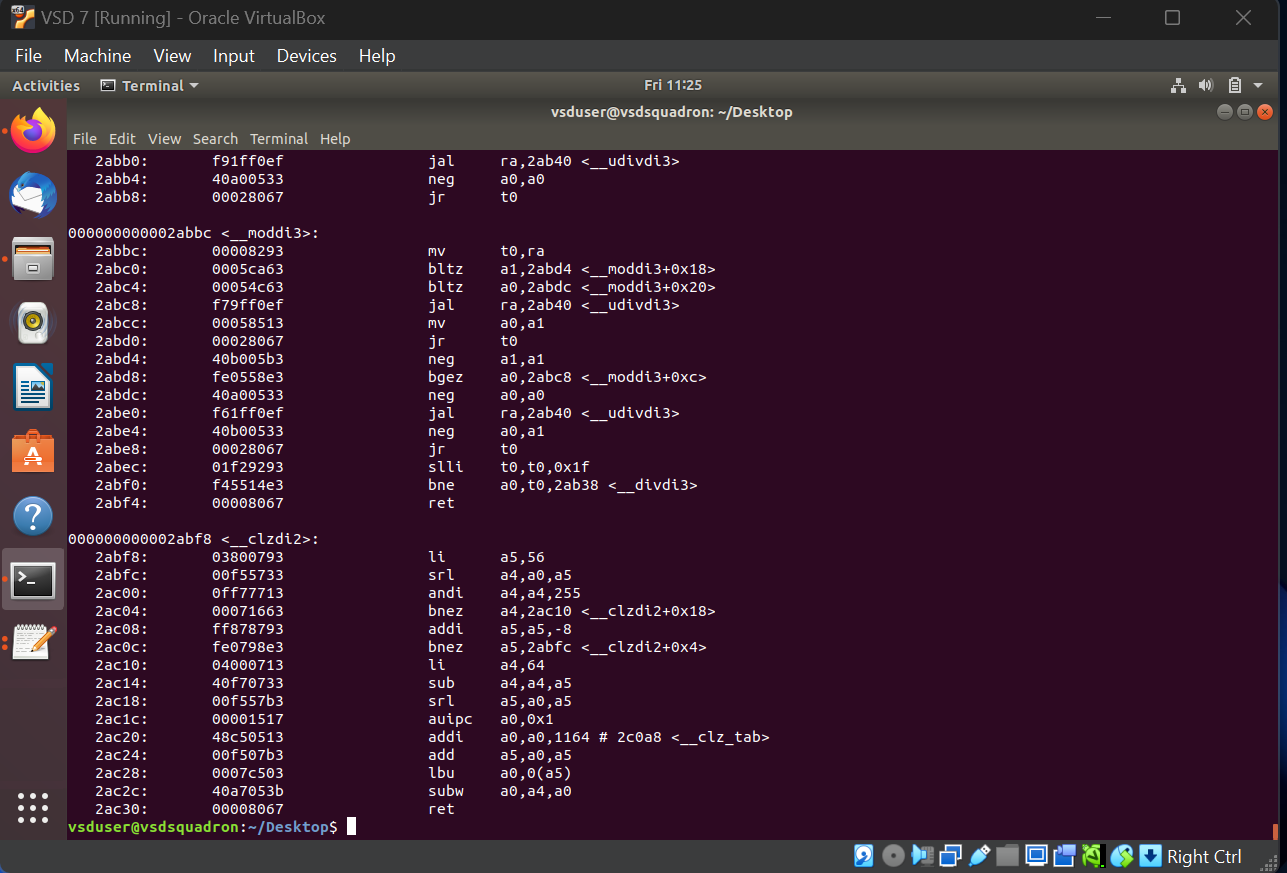 VSD 7 [Running] - Oracle VirtualBox
File Machine View Input Devices Help
Activities Terminal Fri 11:25
vsduser@vsdsquadron: ~/Desktop
File Edit View Search Terminal Help
2abb0: f91ff0ef jal ra,2ab40 <__udivdi3>
2abb4: 40a00533 neg a0,a0
2abb8: 00028067 jr t0
000000000002abbc <__moddi3>:
2abbc: 00008293 mv t0,ra
2abc0: 0005ca63 bltz a1,2abd4 <__moddi3+0x18>
2abc4: 00054c63 bltz a0,2abdc <__moddi3+0x20>
2abc8: f79ff0ef jal ra,2ab40 <__udivdi3>
2abcc: 00058513 mv a0,a1
2abd0: 00028067 jr t0
2abd4: 40b005b3 neg a1,a1
2abd8: fe0558e3 bgez a0,2abc8 <__moddi3+0xc>
2abdc: 40a00533 neg a0,a0
2abe0: f61ff0ef jal ra,2ab40 <__udivdi3>
2abe4: 40b00533 neg a0,a1
2abe8: 00028067 jr t0
2abec: 01f29293 slli t0,t0,0x1f
2abf0: f45514e3 bne a0,t0,2ab38 <__divdi3>
2abf4: 00008067 ret
000000000002abf8 <__clzdi2>:
2abf8: 03800793 li a5,56
2abfc: 00f55733 srl a4,a0,a5
2ac00: 0ff77713 andi a4,a4,255
2ac04: 00071663 bnez a4,2ac10 <__clzdi2+0x18>
2ac08: ff878793 addi a5,a5,-8
2ac0c: fe0798e3 bnez a5,2abfc <__clzdi2+0x4>
2ac10: 04000713 li a4,64
2ac14: 40f70733 sub a4,a4,a5
2ac18: 00f557b3 srl a5,a0,a5
2ac1c: 00001517 auipc a0,0x1
2ac20: 48c50513 addi a0,a0,1164 # 2c0a8 <__clz_tab>
2ac24: 00f507b3 add a5,a0,a5
2ac28: 0007c503 lbu a0,0(a5)
2ac2c: 40a7053b subw a0,a4,a0
2ac30: 00008067 ret
vsduser@vsdsquadron:~/Desktop$
Right Ctrl